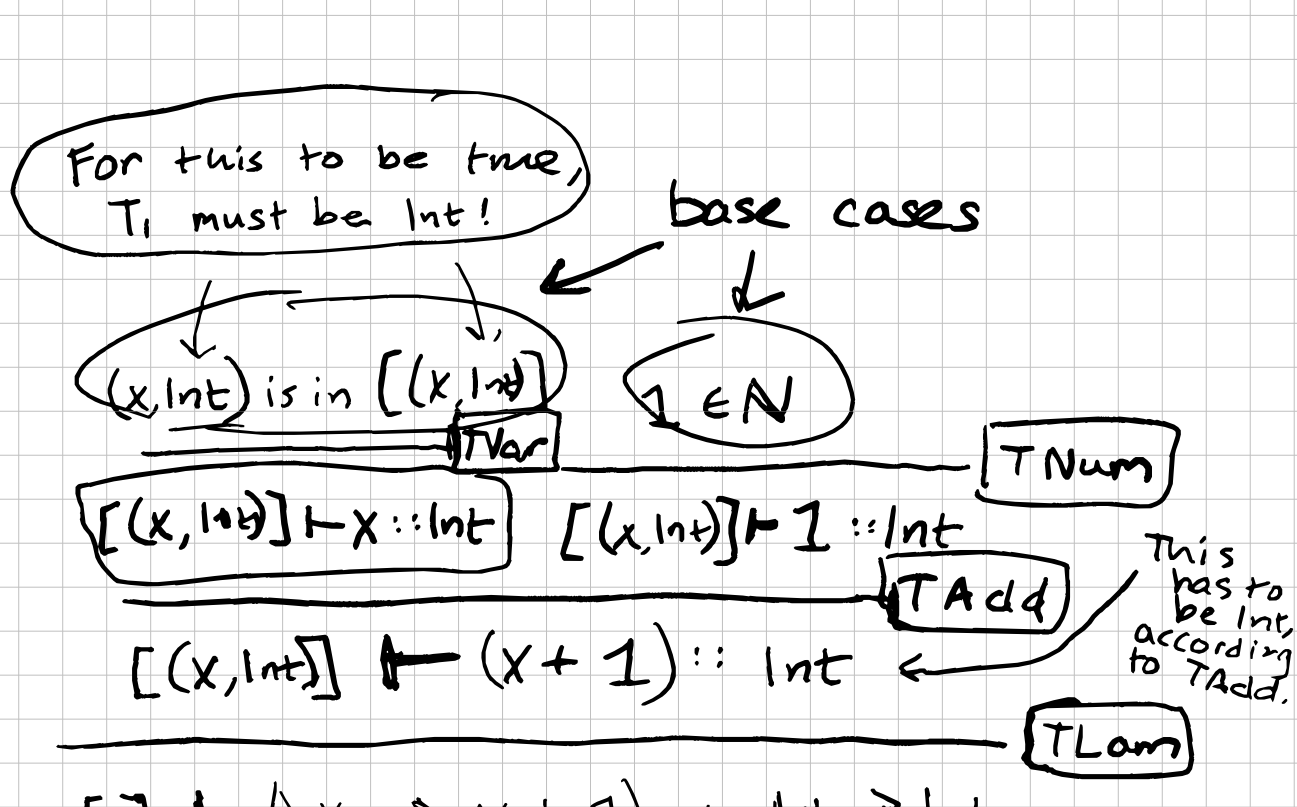 For this to be true,
T₁ must be Int!
base cases
(x,Int) is in [(x,Int)]
1 ∈ ℕ
TVar
TNum
[(x,Int)] ⊢ x::Int
[(x,Int)] ⊢ 1 ::Int
This
has to
be Int,
according
to TAdd.
TAdd
[(x,Int)] ⊢ (x + 1) :: Int
TLam